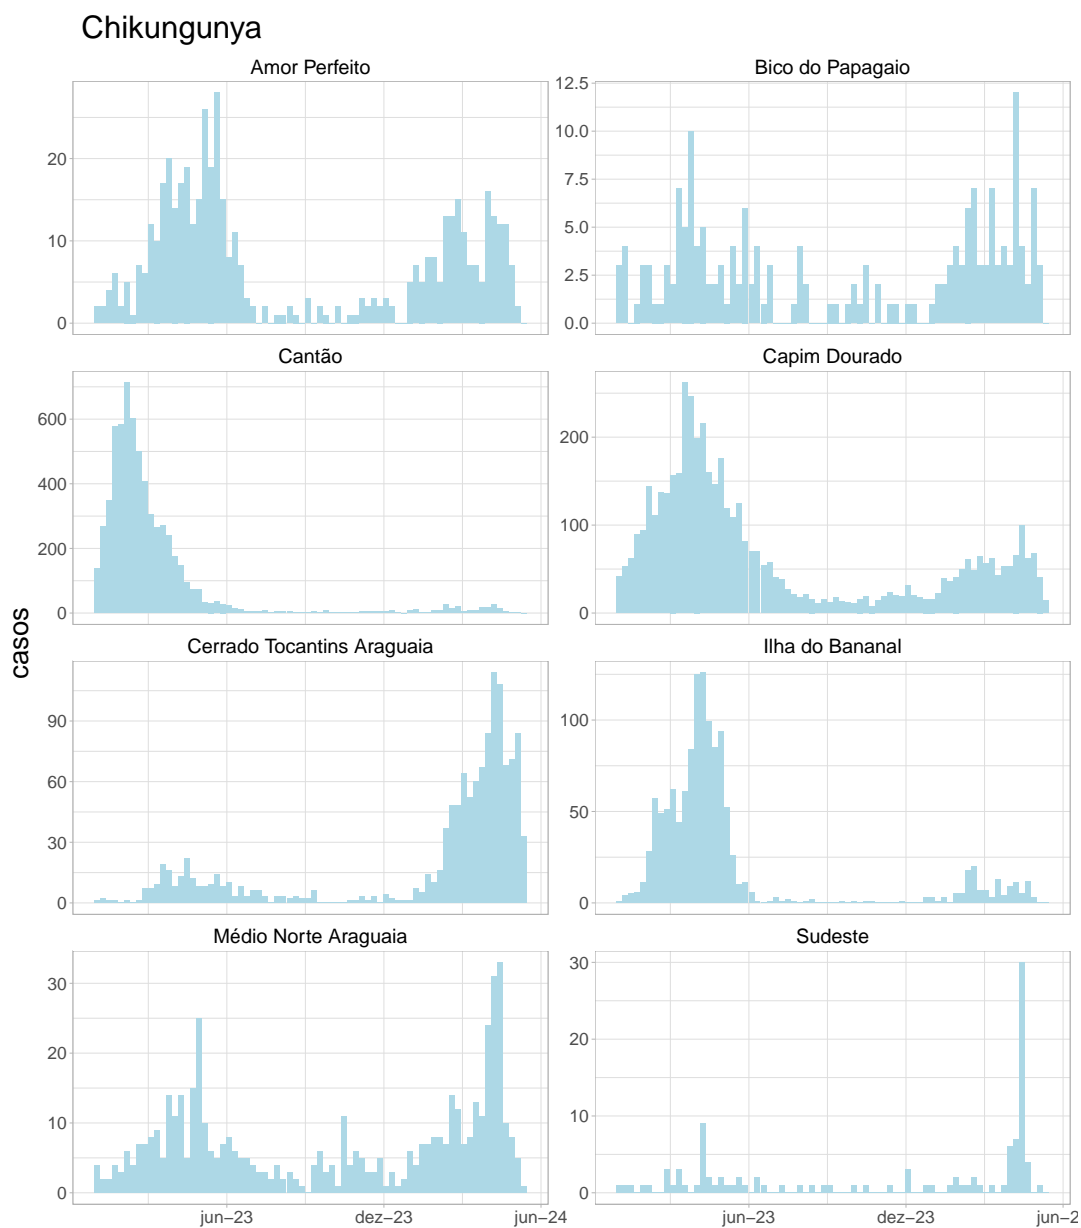 Chikungunya
Amor Perfeito
Bico do Papagaio
20
10
0
12.5
10.0
7.5
5.0
2.5
0.0
Cantão
Capim Dourado
600
400
200
0
200
100
0
casos
Cerrado Tocantins Araguaia
Ilha do Bananal
90
60
30
0
100
50
0
Médio Norte Araguaia
Sudeste
30
20
10
0
30
20
10
0
jun–23
dez–23
jun–24
jun–23
dez–23
jun–2